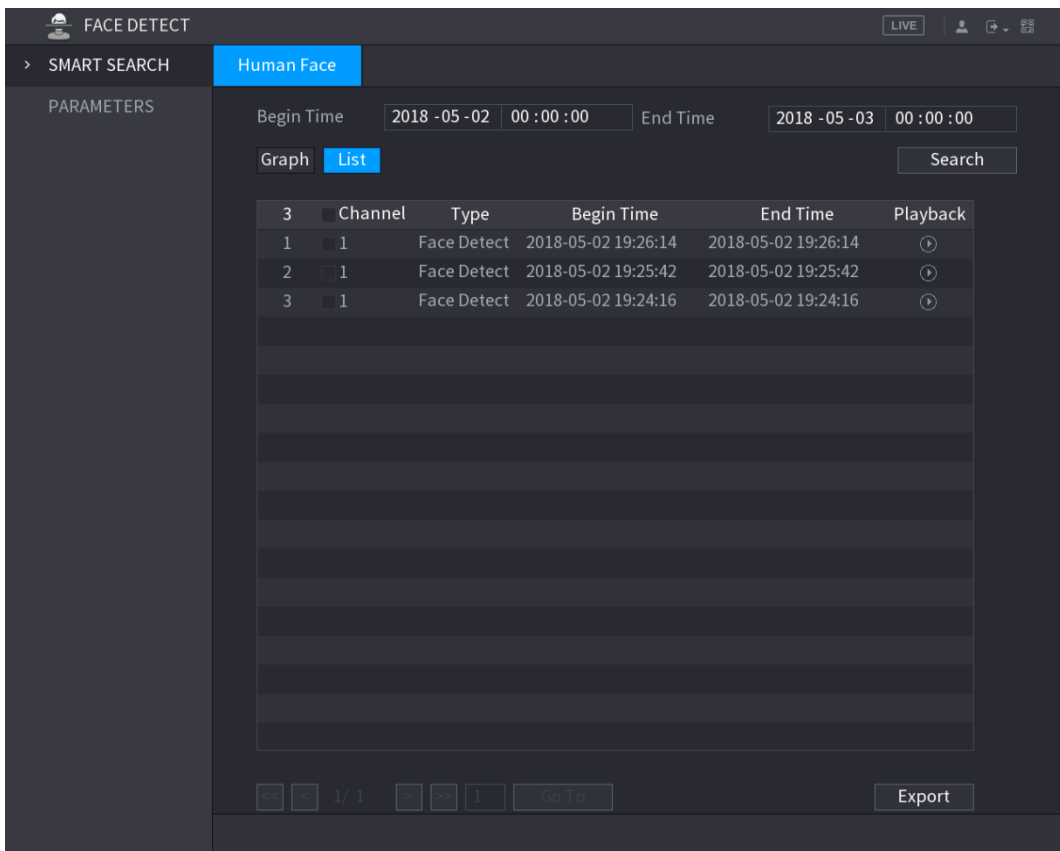 FACE DETECT LIVE
> SMART SEARCH Human Face
PARAMETERS
Begin Time 2018 -05 -02 00 :00 :00 End Time 2018 -05 -03 00 :00 :00
Graph List Search
3 Channel Type Begin Time End Time Playback
1 1 Face Detect 2018-05-02 19:26:14 2018-05-02 19:26:14
2 1 Face Detect 2018-05-02 19:25:42 2018-05-02 19:25:42
3 1 Face Detect 2018-05-02 19:24:16 2018-05-02 19:24:16
<< < 1/ 1 > >> 1 Go To Export